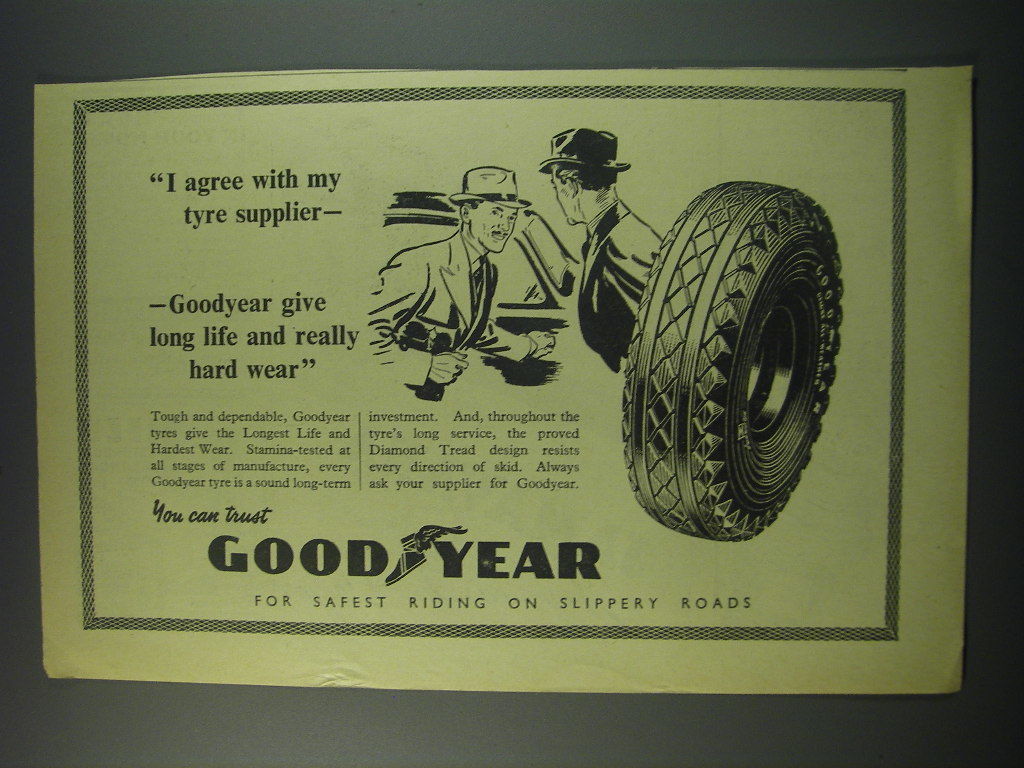 “I agree with my
tyre supplier—
—Goodyear give
long life and really
hard wear”
Tough and dependable, Goodyear
tyres give the Longest Life and
Hardest Wear. Stamina-tested at
all stages of manufacture, every
Goodyear tyre is a sound long-term
investment. And, throughout the
tyre's long service, the proved
Diamond Tread design resists
every direction of skid. Always
ask your supplier for Goodyear.
You can trust
GOODYEAR
FOR SAFEST RIDING ON SLIPPERY ROADS
GOODYEAR